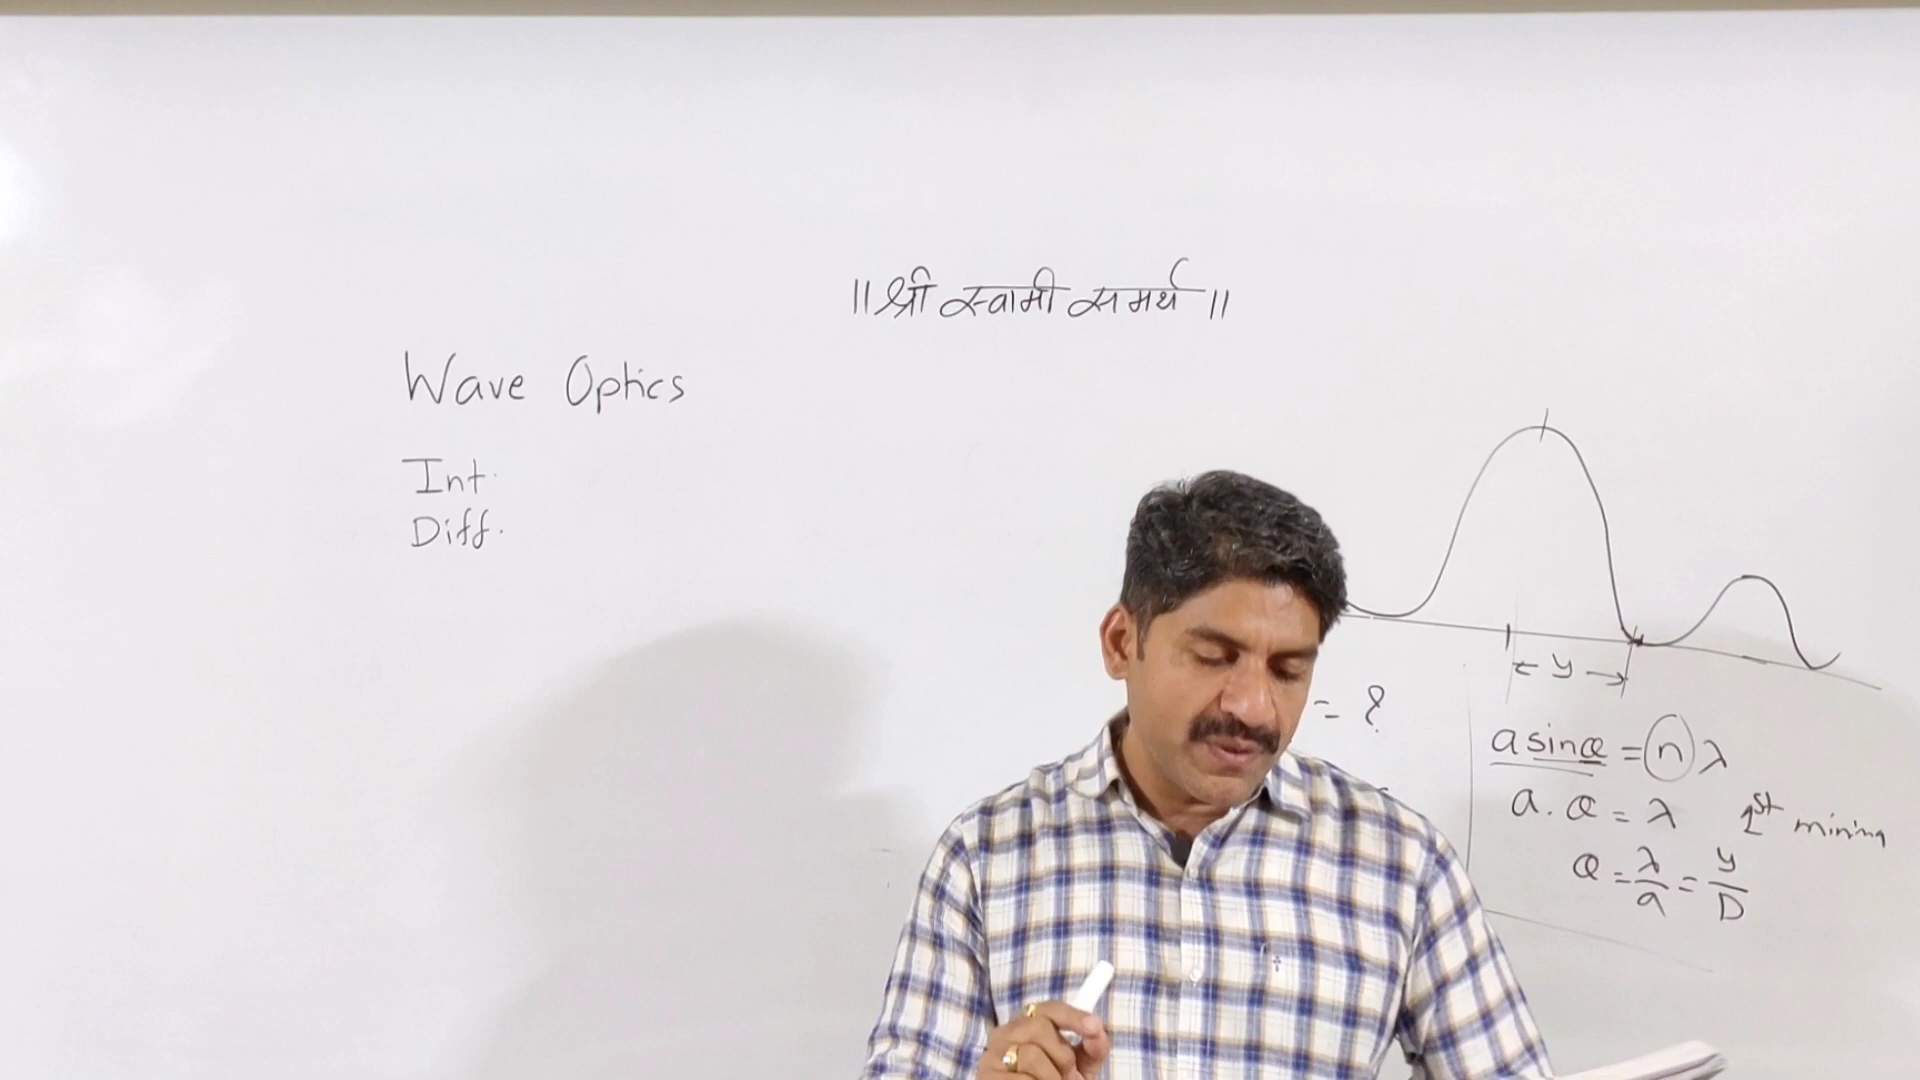 ॥ श्री स्वामी समर्थ ॥
Wave Optics
Int.
Diff.
← y →
= ?
a sinθ = n λ
a . θ = λ 1st minima
θ = λ/a = y/D